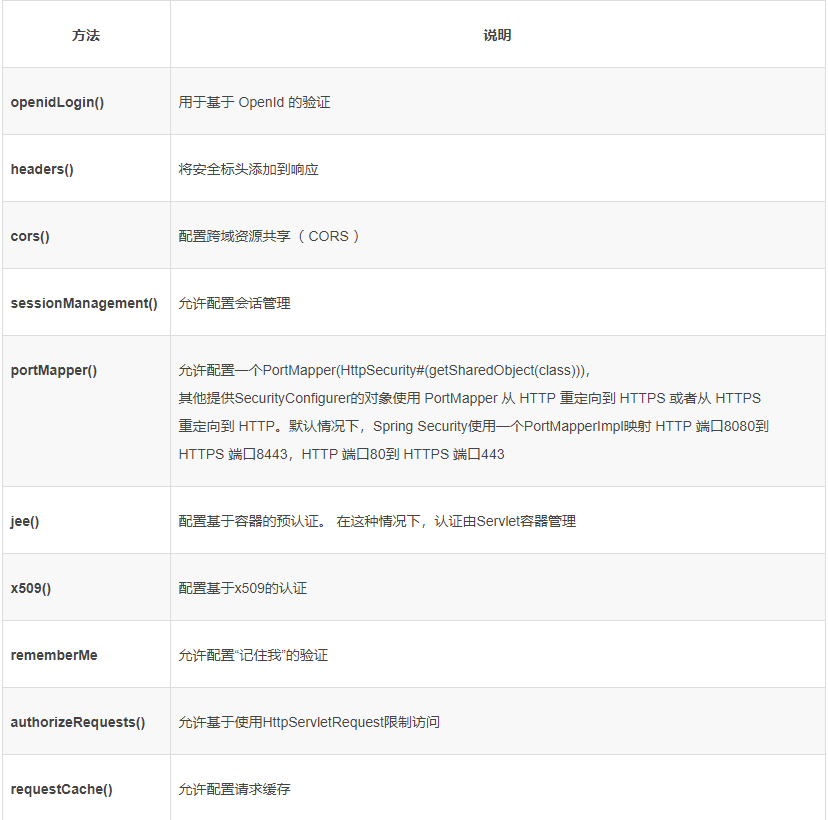 方法 说明
openidLogin() 用于基于 OpenId 的验证
headers() 将安全标头添加到响应
cors() 配置跨域资源共享（ CORS ）
sessionManagement() 允许配置会话管理
portMapper() 允许配置一个PortMapper(HttpSecurity#(getSharedObject(class)))，
其他提供SecurityConfigurer的对象使用 PortMapper 从 HTTP 重定向到 HTTPS 或者从 HTTPS
重定向到 HTTP。默认情况下，Spring Security使用一个PortMapperImpl映射 HTTP 端口8080到
HTTPS 端口8443，HTTP 端口80到 HTTPS 端口443
jee() 配置基于容器的预认证。 在这种情况下，认证由Servlet容器管理
x509() 配置基于x509的认证
rememberMe 允许配置“记住我”的验证
authorizeRequests() 允许基于使用HttpServletRequest限制访问
requestCache() 允许配置请求缓存